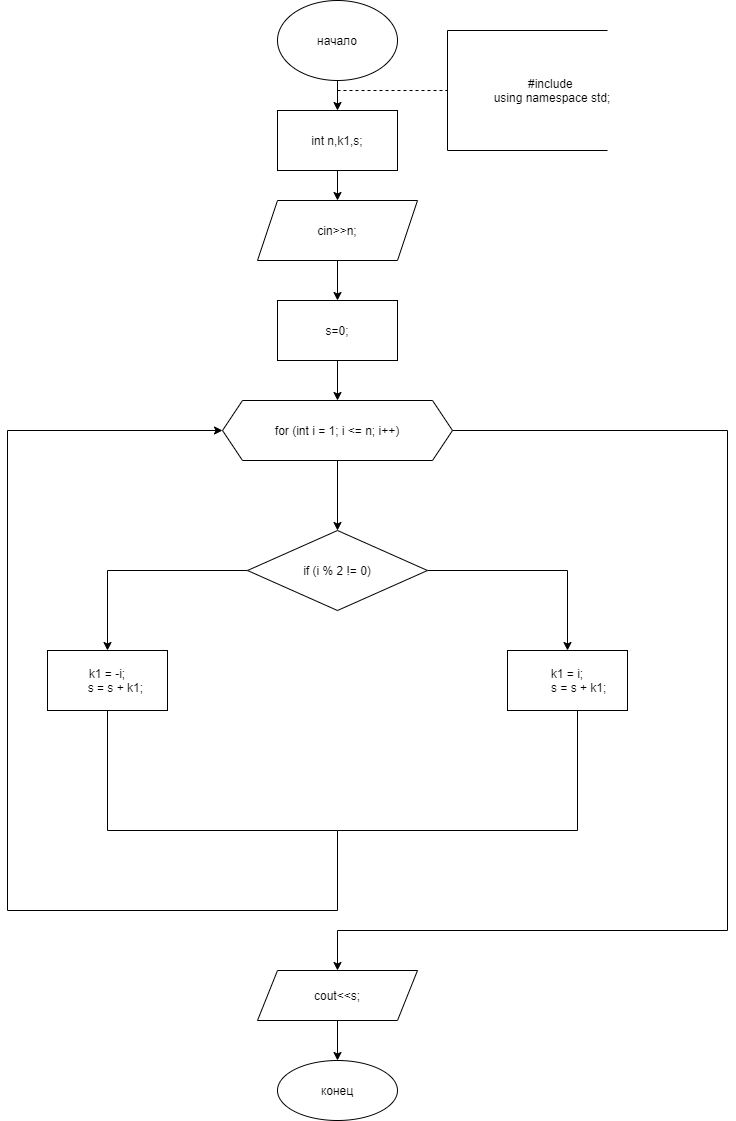 начало
#include
using namespace std;
int n,k1,s;
cin>>n;
s=0;
for (int i = 1; i <= n; i++)
if (i % 2 != 0)
k1 = -i;
s = s + k1;
k1 = i;
s = s + k1;
cout<<s;
конец